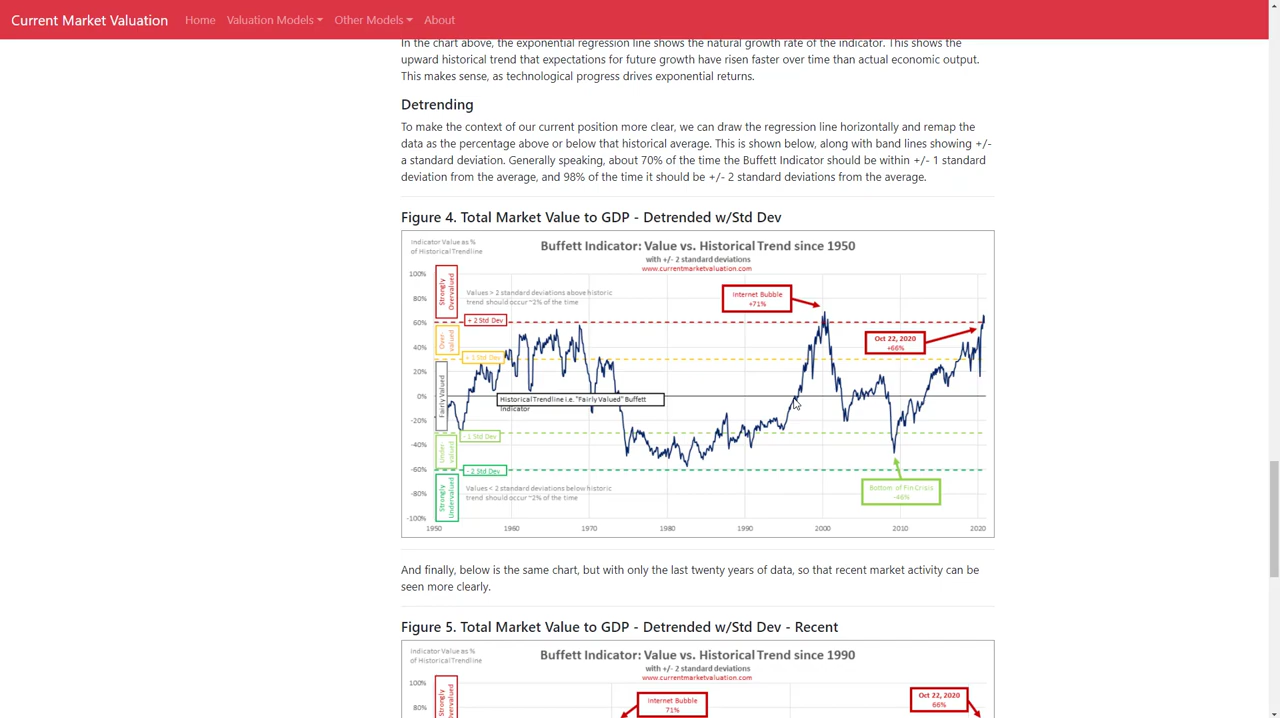 Current Market Valuation Home Valuation Models Other Models About
In the chart above, the exponential regression line shows the natural growth rate of the indicator. This shows the
upward historical trend that expectations for future growth have risen faster over time than actual economic output.
This makes sense, as technological progress drives exponential returns.
Detrending
To make the context of our current position more clear, we can draw the regression line horizontally and remap the
data as the percentage above or below that historical average. This is shown below, along with band lines showing +/-
a standard deviation. Generally speaking, about 70% of the time the Buffett Indicator should be within +/- 1 standard
deviation from the average, and 98% of the time it should be +/- 2 standard deviations from the average.
Figure 4. Total Market Value to GDP - Detrended w/Std Dev
Indicator Value as %
of Historical Trendline
Buffett Indicator: Value vs. Historical Trend since 1950
with +/- 2 standard deviations
www.currentmarketvaluation.com
100%
80%
60%
40%
20%
0%
-20%
-40%
-60%
-80%
-100%
Strongly
Overvalued
Over-
valued
Fairly Valued
Under-
valued
Strongly
Undervalued
Values > 2 standard deviations above historic
trend should occur ~2% of the time
+ 2 Std Dev
+ 1 Std Dev
Historical Trendline i.e. "Fairly Valued" Buffett
Indicator
- 1 Std Dev
- 2 Std Dev
Values < 2 standard deviations below historic
trend should occur ~2% of the time
Internet Bubble
+71%
Oct 22, 2020
+66%
Bottom of Fin Crisis
-46%
1950 1960 1970 1980 1990 2000 2010 2020
And finally, below is the same chart, but with only the last twenty years of data, so that recent market activity can be
seen more clearly.
Figure 5. Total Market Value to GDP - Detrended w/Std Dev - Recent
Indicator Value as %
of Historical Trendline
Buffett Indicator: Value vs. Historical Trend since 1990
with +/- 2 standard deviations
www.currentmarketvaluation.com
100%
80%
Strongly
Overvalued
Internet Bubble
71%
Oct 22, 2020
66%